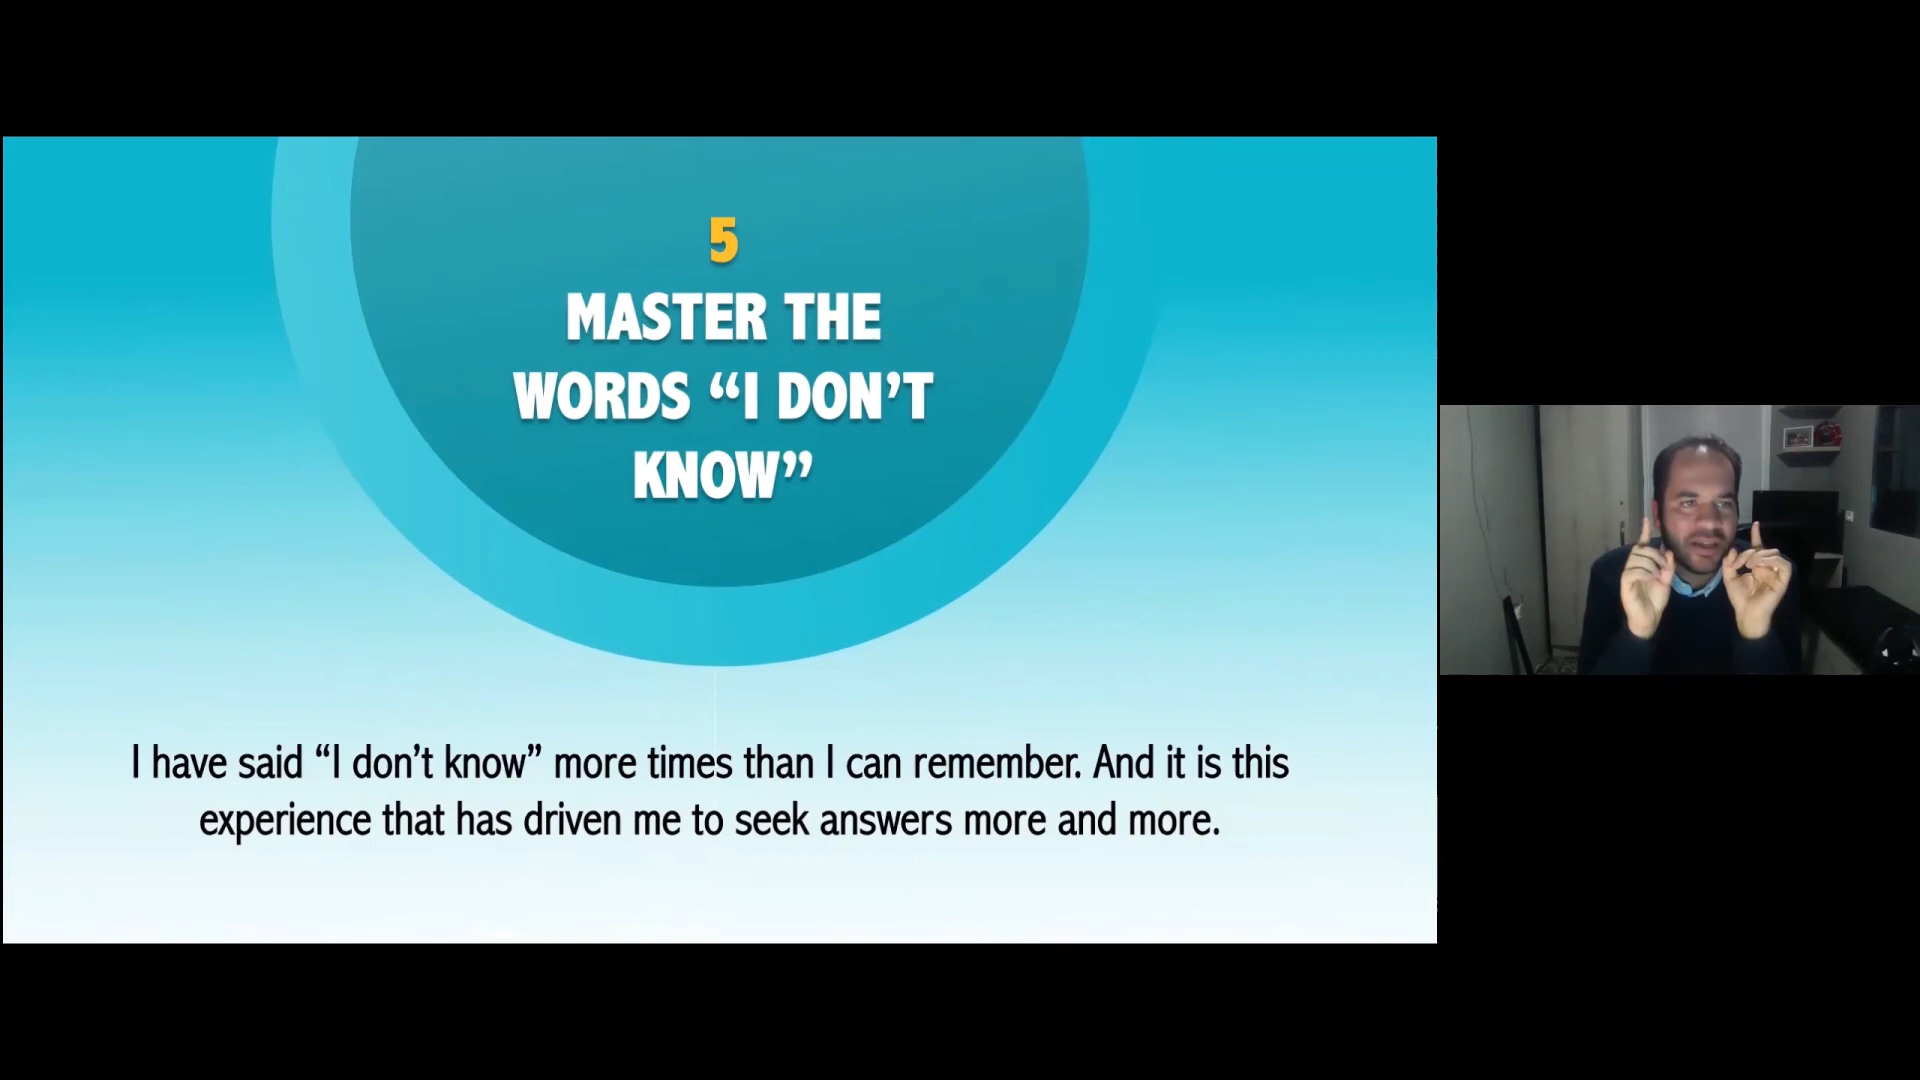 5
MASTER THE
WORDS “I DON’T
KNOW”
I have said “I don’t know” more times than I can remember. And it is this
experience that has driven me to seek answers more and more.